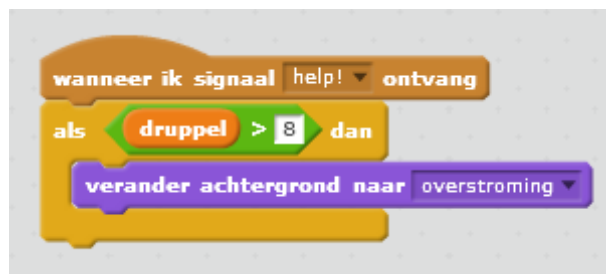 wanneer ik signaal help! ontvang
als druppel > 8 dan
verander achtergrond naar overstroming